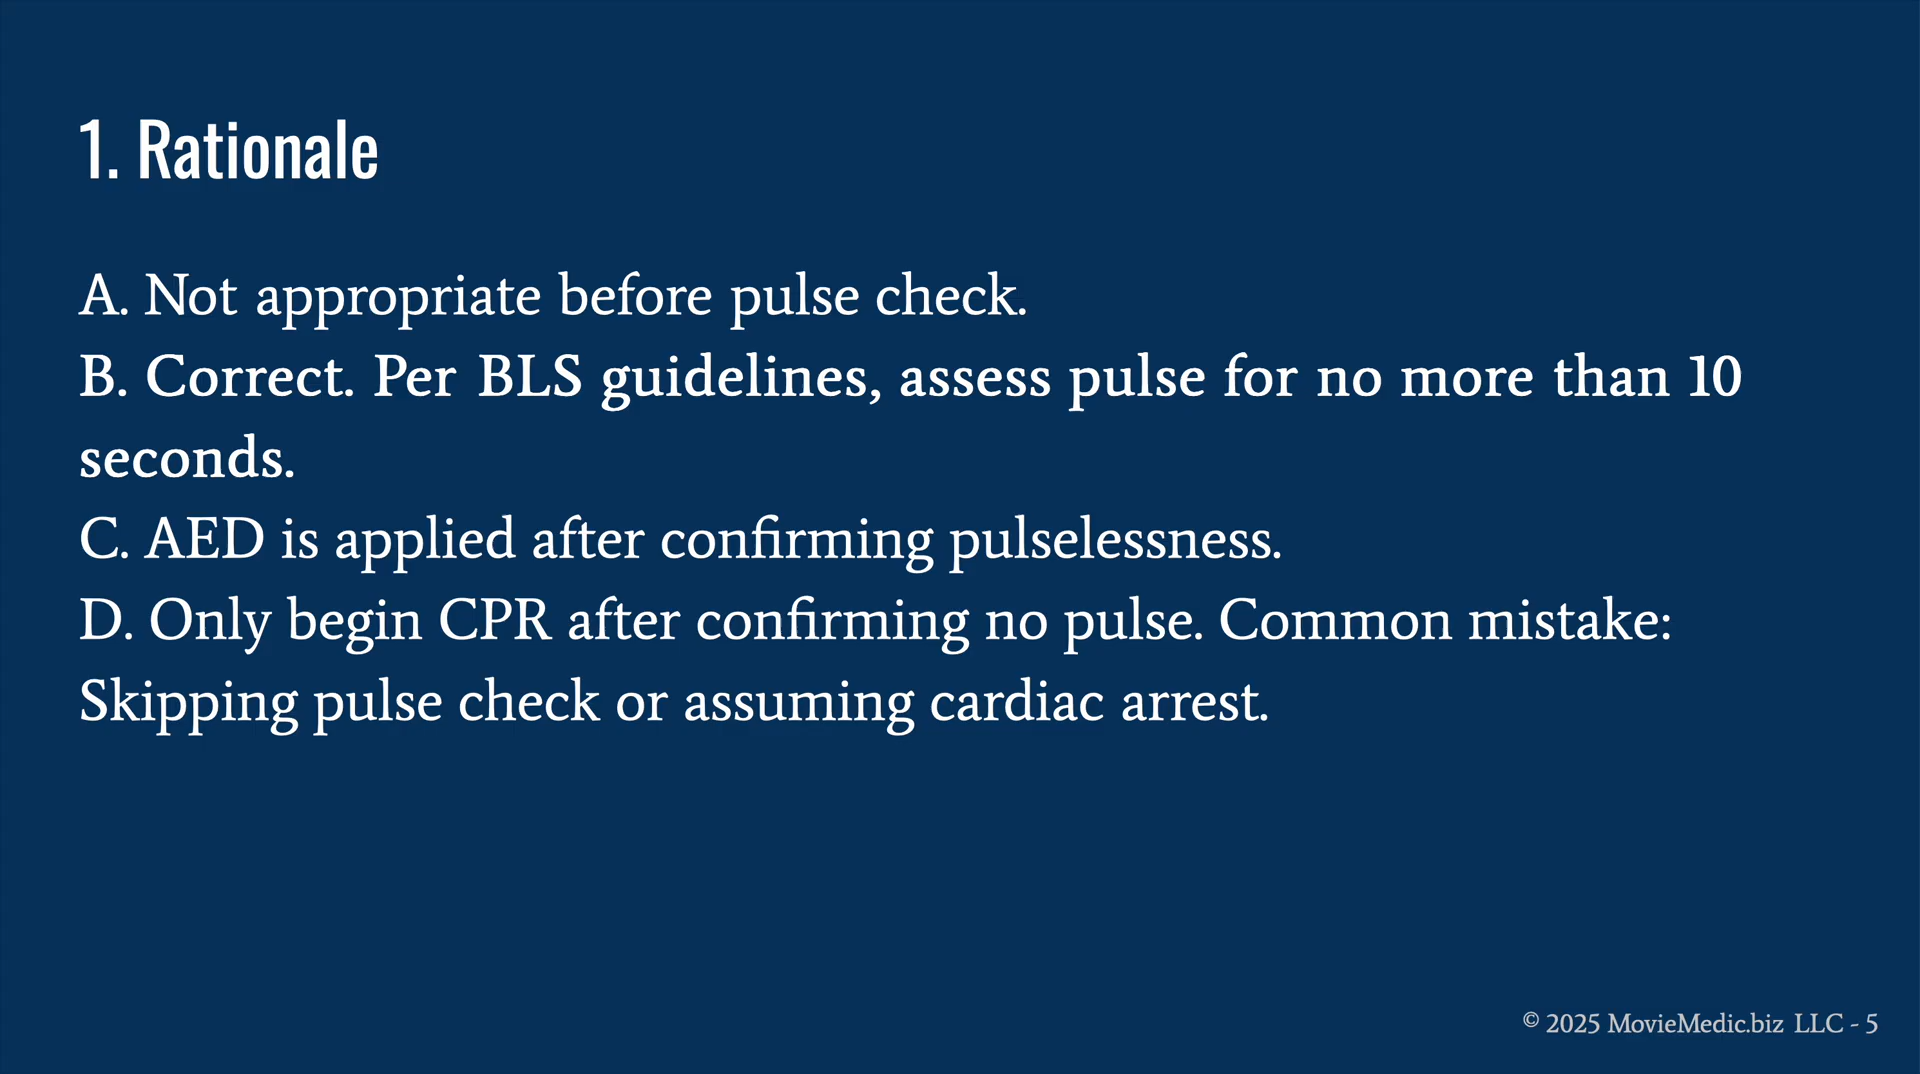 1. Rationale
A. Not appropriate before pulse check.
B. Correct. Per BLS guidelines, assess pulse for no more than 10
seconds.
C. AED is applied after confirming pulselessness.
D. Only begin CPR after confirming no pulse. Common mistake:
Skipping pulse check or assuming cardiac arrest.
© 2025 MovieMedic.biz LLC - 5